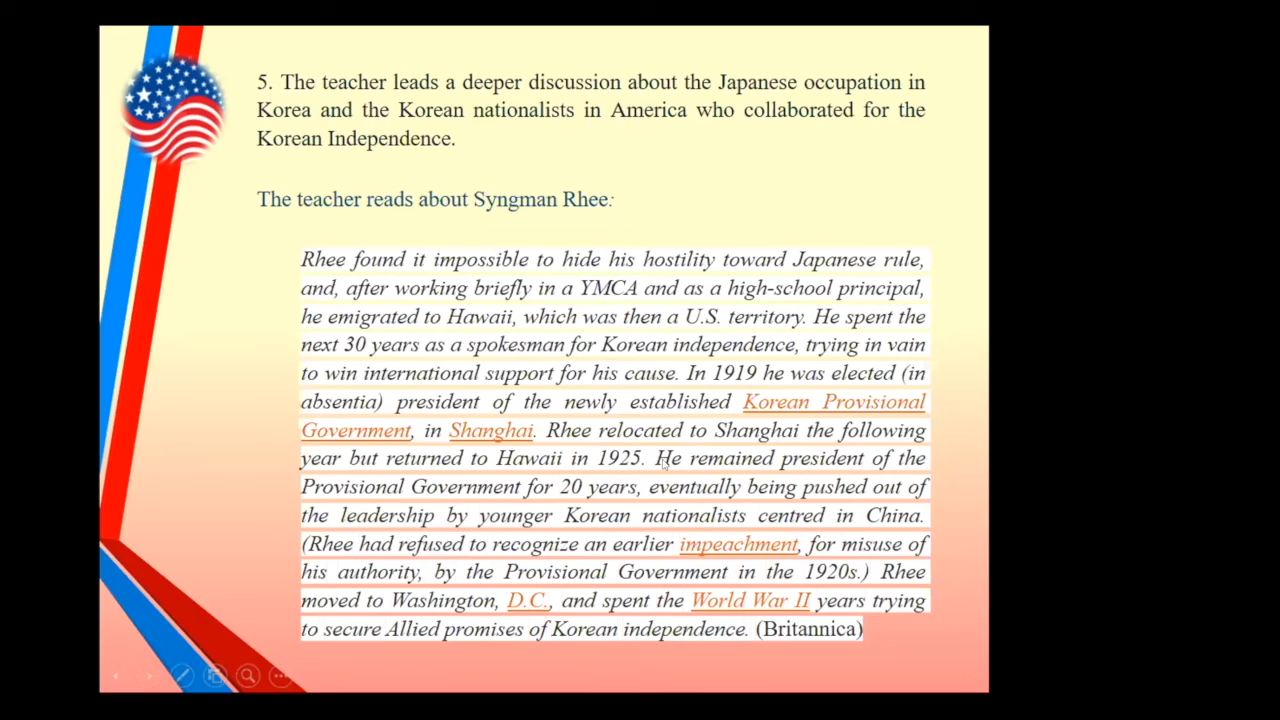 5. The teacher leads a deeper discussion about the Japanese occupation in
Korea and the Korean nationalists in America who collaborated for the
Korean Independence.
The teacher reads about Syngman Rhee:
Rhee found it impossible to hide his hostility toward Japanese rule,
and, after working briefly in a YMCA and as a high-school principal,
he emigrated to Hawaii, which was then a U.S. territory. He spent the
next 30 years as a spokesman for Korean independence, trying in vain
to win international support for his cause. In 1919 he was elected (in
absentia) president of the newly established Korean Provisional
Government, in Shanghai. Rhee relocated to Shanghai the following
year but returned to Hawaii in 1925. He remained president of the
Provisional Government for 20 years, eventually being pushed out of
the leadership by younger Korean nationalists centred in China.
(Rhee had refused to recognize an earlier impeachment, for misuse of
his authority, by the Provisional Government in the 1920s.) Rhee
moved to Washington, D.C., and spent the World War II years trying
to secure Allied promises of Korean independence. (Britannica)